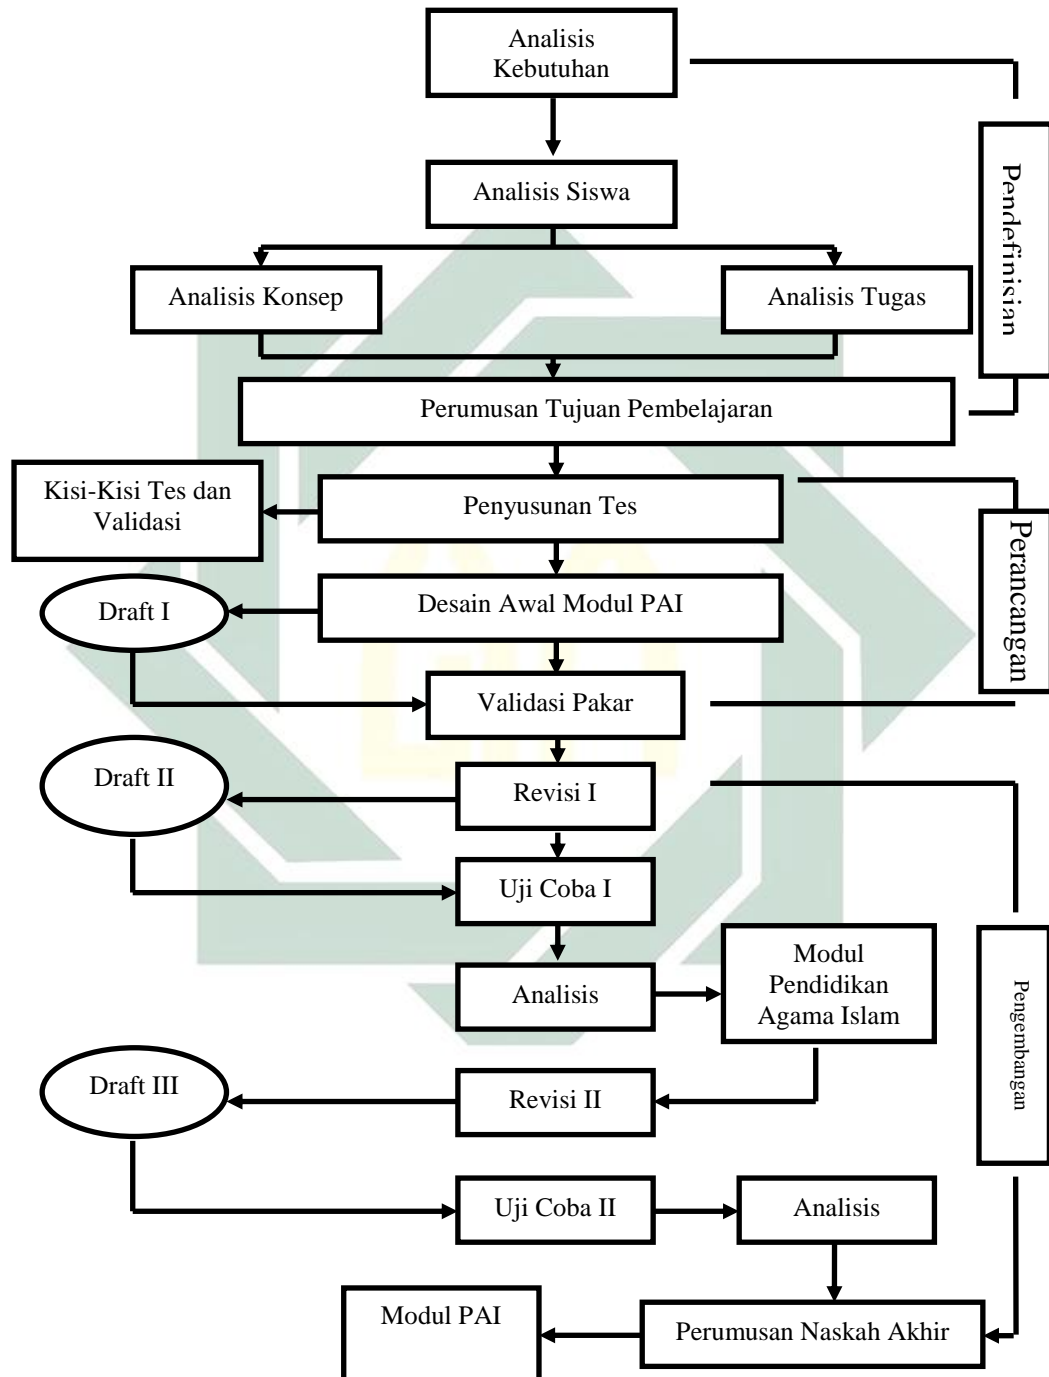 Analisis
Kebutuhan
Pendefinisian
Analisis Siswa
Analisis Konsep
Analisis Tugas
Perumusan Tujuan Pembelajaran
Kisi-Kisi Tes dan
Validasi
Penyusunan Tes
Perancangan
Draft I
Desain Awal Modul PAI
Validasi Pakar
Draft II
Revisi I
Uji Coba I
Analisis
Modul
Pendidikan
Agama Islam
Pengembangan
Draft III
Revisi II
Uji Coba II
Analisis
Modul PAI
Perumusan Naskah Akhir